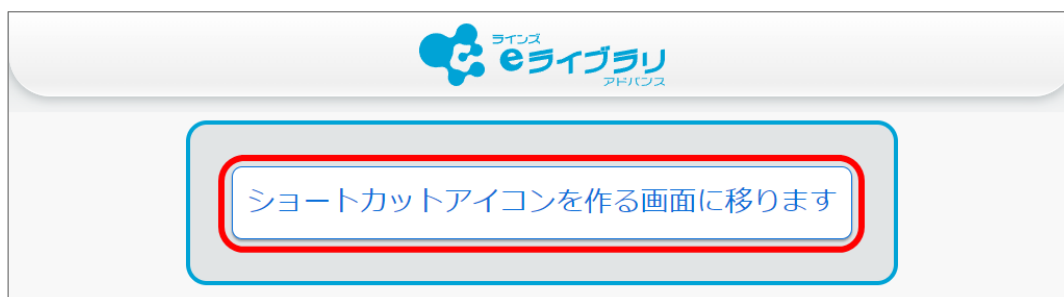 ラインズ
eライブラリ
アドバンス
ショートカットアイコンを作る画面に移ります